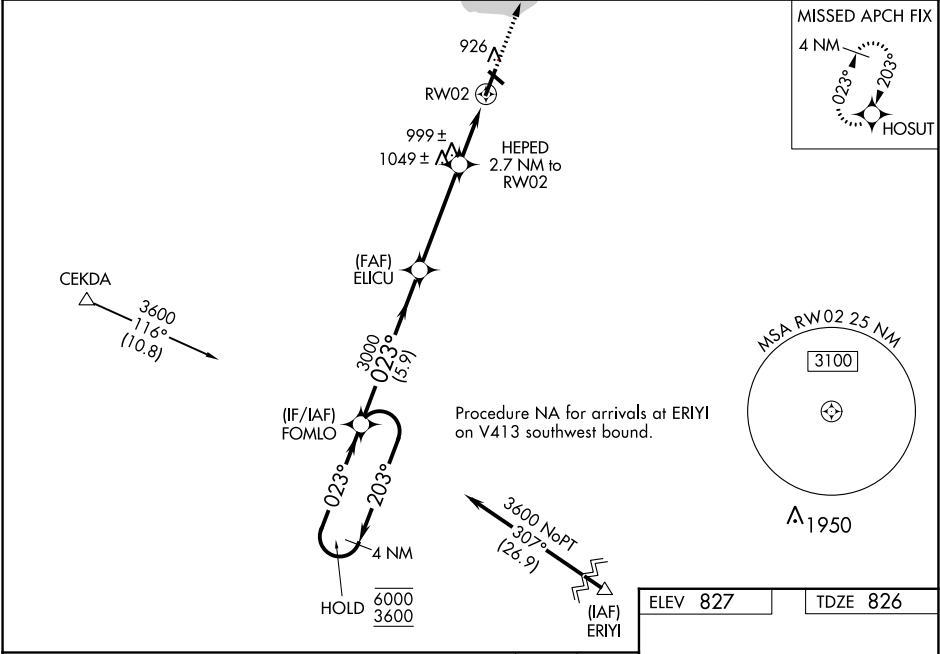 MISSED APCH FIX
4 NM
023°
203°
HOSUT
926
RW02
999 ±
1049 ±
HEPED
2.7 NM to
RW02
(FAF)
ELICU
CEKDA
3600
116°
(10.8)
3000
023°
(5.9)
MSA RW02 25 NM
3100
1950
(IF/IAF)
FOMLO
Procedure NA for arrivals at ERIYI
on V413 southwest bound.
023°
203°
4 NM
HOLD
6000
3600
3600 NoPT
307°
(26.9)
(IAF)
ERIYI
ELEV 827
TDZE 826